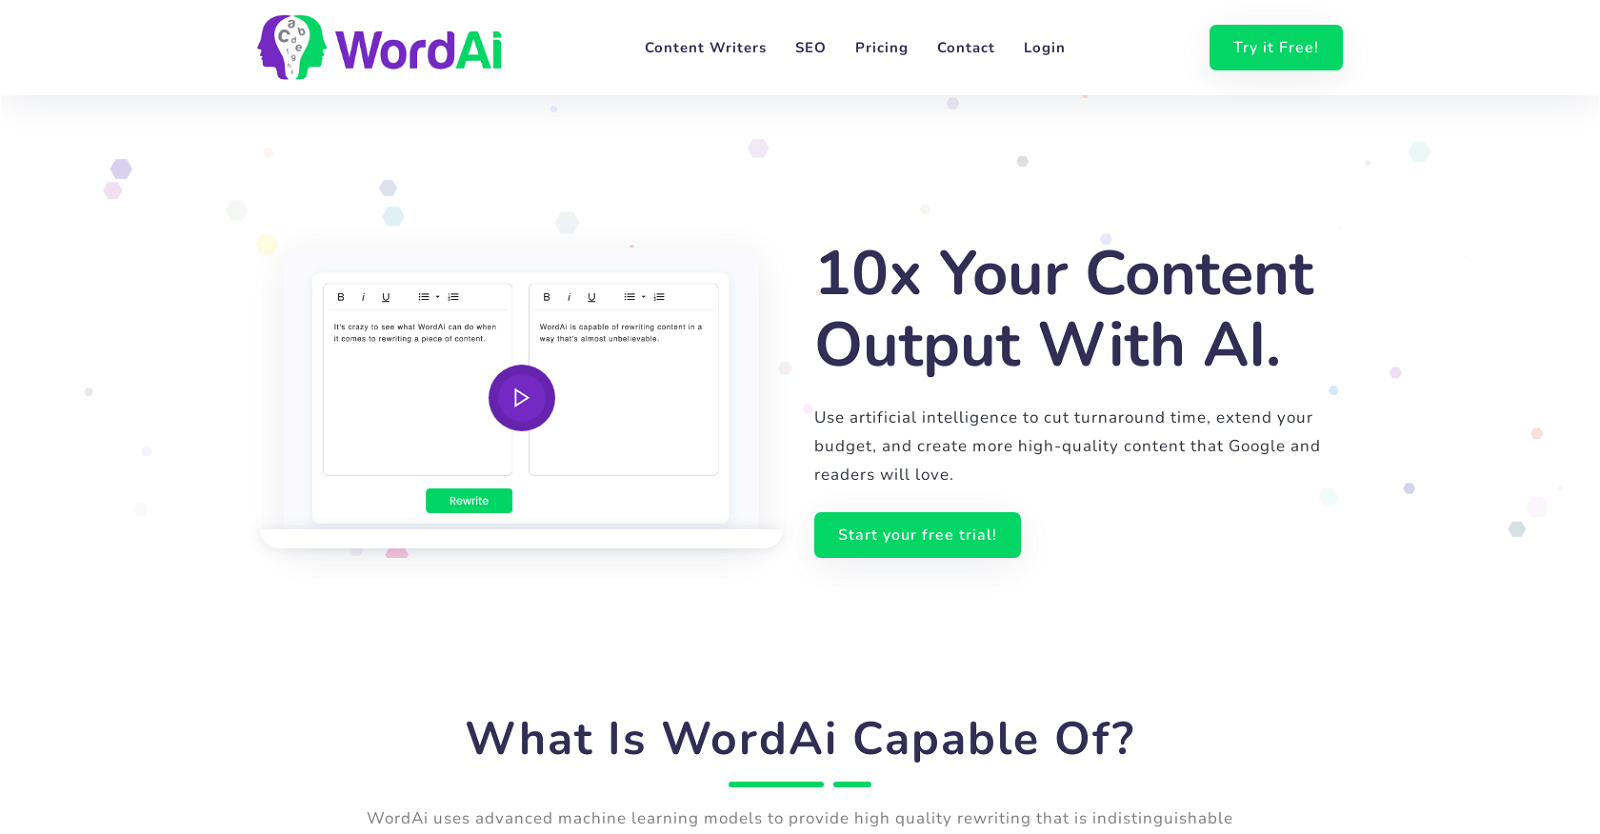 WordAi
Content Writers SEO Pricing Contact Login
Try it Free!
B i U
It's crazy to see what WordAi can do when
it comes to rewriting a piece of content.
B i U
WordAi is capable of rewriting content in a
way that's almost unbelievable.
Rewrite
10x Your Content
Output With AI.
Use artificial intelligence to cut turnaround time, extend your
budget, and create more high-quality content that Google and
readers will love.
Start your free trial!
What Is WordAi Capable Of?
WordAi uses advanced machine learning models to provide high quality rewriting that is indistinguishable